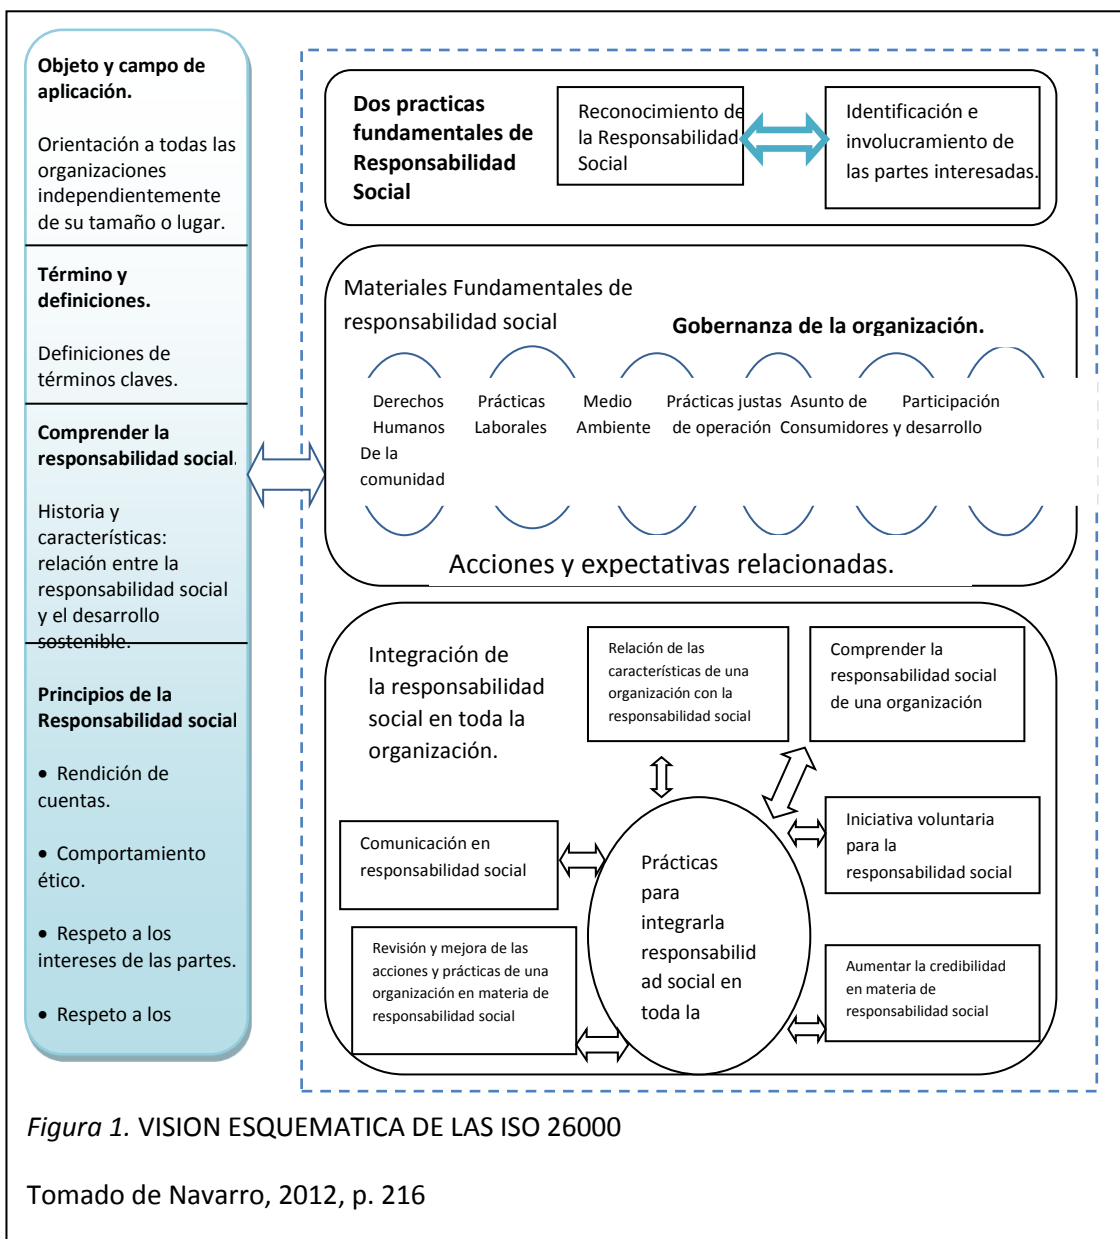 Objeto y campo de
aplicación.
Orientación a todas las
organizaciones
independientemente
de su tamaño o lugar.
Término y
definiciones.
Definiciones de
términos claves.
Comprender la
responsabilidad social.
Historia y
características:
relación entre la
responsabilidad social
y el desarrollo
sostenible.
Principios de la
Responsabilidad social
• Rendición de
cuentas.
• Comportamiento
ético.
• Respeto a los
intereses de las partes.
• Respeto a los
Dos practicas
fundamentales de
Responsabilidad
Social
Reconocimiento de
la Responsabilidad
Social
Identificación e
involucramiento de
las partes interesadas.
Materiales Fundamentales de
responsabilidad social
Gobernanza de la organización.
Derechos Prácticas Medio Prácticas justas Asunto de Participación
Humanos Laborales Ambiente de operación Consumidores y desarrollo
De la
comunidad
Acciones y expectativas relacionadas.
Integración de
la responsabilidad
social en toda la
organización.
Relación de las
características de una
organización con la
responsabilidad social
Comprender la
responsabilidad social
de una organización
Comunicación en
responsabilidad social
Iniciativa voluntaria
para la
responsabilidad social
Prácticas
para
integrarla
responsabilid
ad social en
toda la
Revisión y mejora de las
acciones y prácticas de una
organización en materia de
responsabilidad social
Aumentar la credibilidad
en materia de
responsabilidad social
Figura 1. VISION ESQUEMATICA DE LAS ISO 26000
Tomado de Navarro, 2012, p. 216